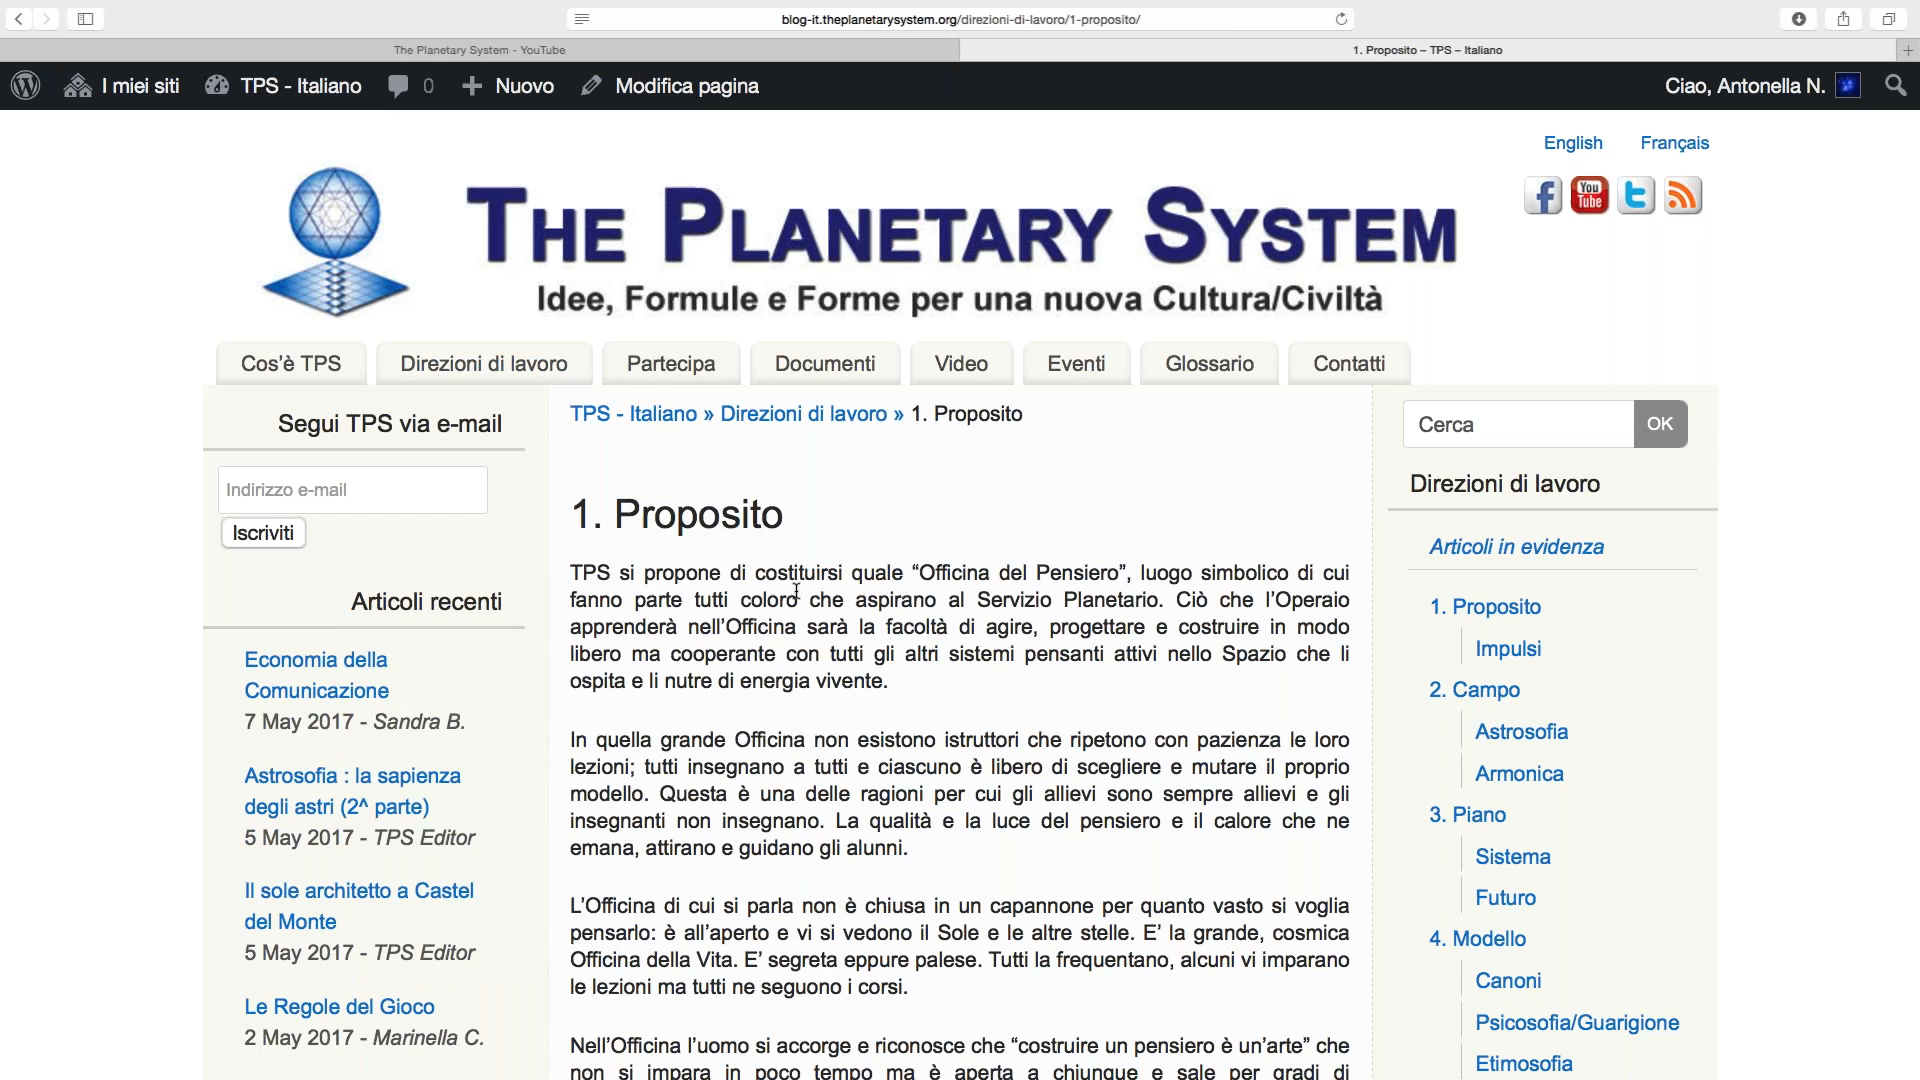 blog-it.theplanetarysystem.org/direzioni-di-lavoro/1-proposito/
The Planetary System - YouTube
1. Proposito – TPS – Italiano
I miei siti
TPS - Italiano
0
Nuovo
Modifica pagina
Ciao, Antonella N.
English
Français
THE PLANETARY SYSTEM
Idee, Formule e Forme per una nuova Cultura/Civiltà
You
Tube
Cos'è TPS
Direzioni di lavoro
Partecipa
Documenti
Video
Eventi
Glossario
Contatti
Segui TPS via e-mail
Indirizzo e-mail
Iscriviti
Articoli recenti
Economia della
Comunicazione
7 May 2017 - Sandra B.
Astrosofia : la sapienza
degli astri (2^ parte)
5 May 2017 - TPS Editor
Il sole architetto a Castel
del Monte
5 May 2017 - TPS Editor
Le Regole del Gioco
2 May 2017 - Marinella C.
TPS - Italiano » Direzioni di lavoro » 1. Proposito
1. Proposito
TPS si propone di costituirsi quale “Officina del Pensiero”, luogo simbolico di cui
fanno parte tutti coloro che aspirano al Servizio Planetario. Ciò che l’Operaio
apprenderà nell’Officina sarà la facoltà di agire, progettare e costruire in modo
libero ma cooperante con tutti gli altri sistemi pensanti attivi nello Spazio che li
ospita e li nutre di energia vivente.
In quella grande Officina non esistono istruttori che ripetono con pazienza le loro
lezioni; tutti insegnano a tutti e ciascuno è libero di scegliere e mutare il proprio
modello. Questa è una delle ragioni per cui gli allievi sono sempre allievi e gli
insegnanti non insegnano. La qualità e la luce del pensiero e il calore che ne
emana, attirano e guidano gli alunni.
L’Officina di cui si parla non è chiusa in un capannone per quanto vasto si voglia
pensarlo: è all’aperto e vi si vedono il Sole e le altre stelle. E’ la grande, cosmica
Officina della Vita. E’ segreta eppure palese. Tutti la frequentano, alcuni vi imparano
le lezioni ma tutti ne seguono i corsi.
Nell’Officina l’uomo si accorge e riconosce che “costruire un pensiero è un’arte” che
non si impara in poco tempo ma è aperta a chiunque e sale per gradi di
Cerca
OK
Direzioni di lavoro
Articoli in evidenza
1. Proposito
Impulsi
2. Campo
Astrosofia
Armonica
3. Piano
Sistema
Futuro
4. Modello
Canoni
Psicosofia/Guarigione
Etimosofia